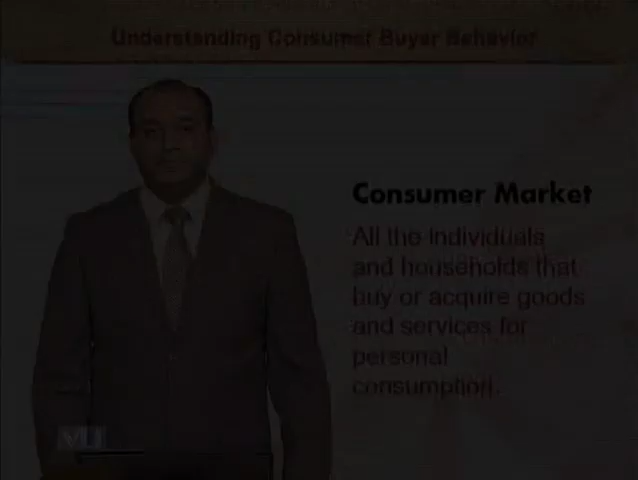 Understanding Consumer Buyer Behavior
Consumer Market
All the individuals
and households that
buy or acquire goods
and services for
personal
consumption.
VU